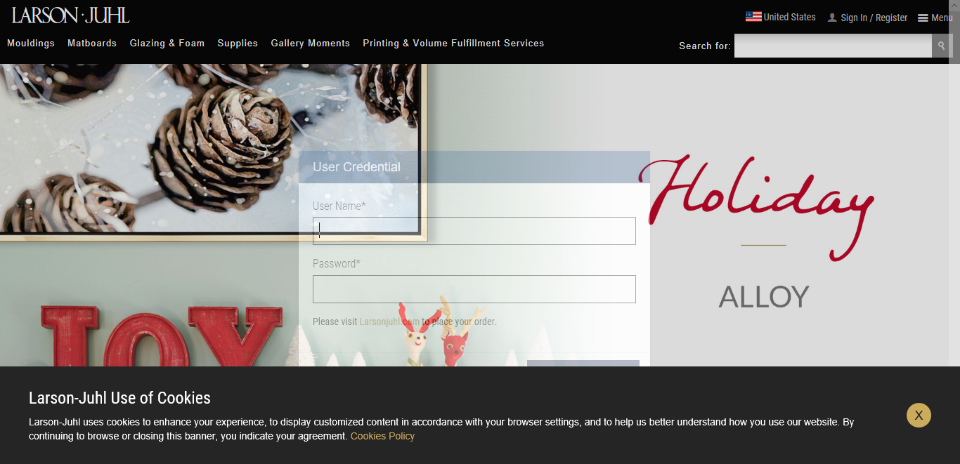 LARSON·JUHL
United States
Sign In / Register
Menu
Mouldings Matboards Glazing & Foam Supplies Gallery Moments Printing & Volume Fulfillment Services
Search for:
User Credential
User Name*
Password*
Please visit Larsonjuhl.com to place your order.
Holiday
ALLOY
JOY
Larson-Juhl Use of Cookies
Larson-Juhl uses cookies to enhance your experience, to display customized content in accordance with your browser settings, and to help us better understand how you use our website. By
continuing to browse or closing this banner, you indicate your agreement. Cookies Policy
X